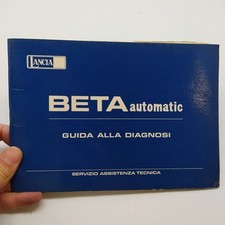 LANCIA
BETA automatic
GUIDA ALLA DIAGNOSI
SERVIZIO ASSISTENZA TECNICA